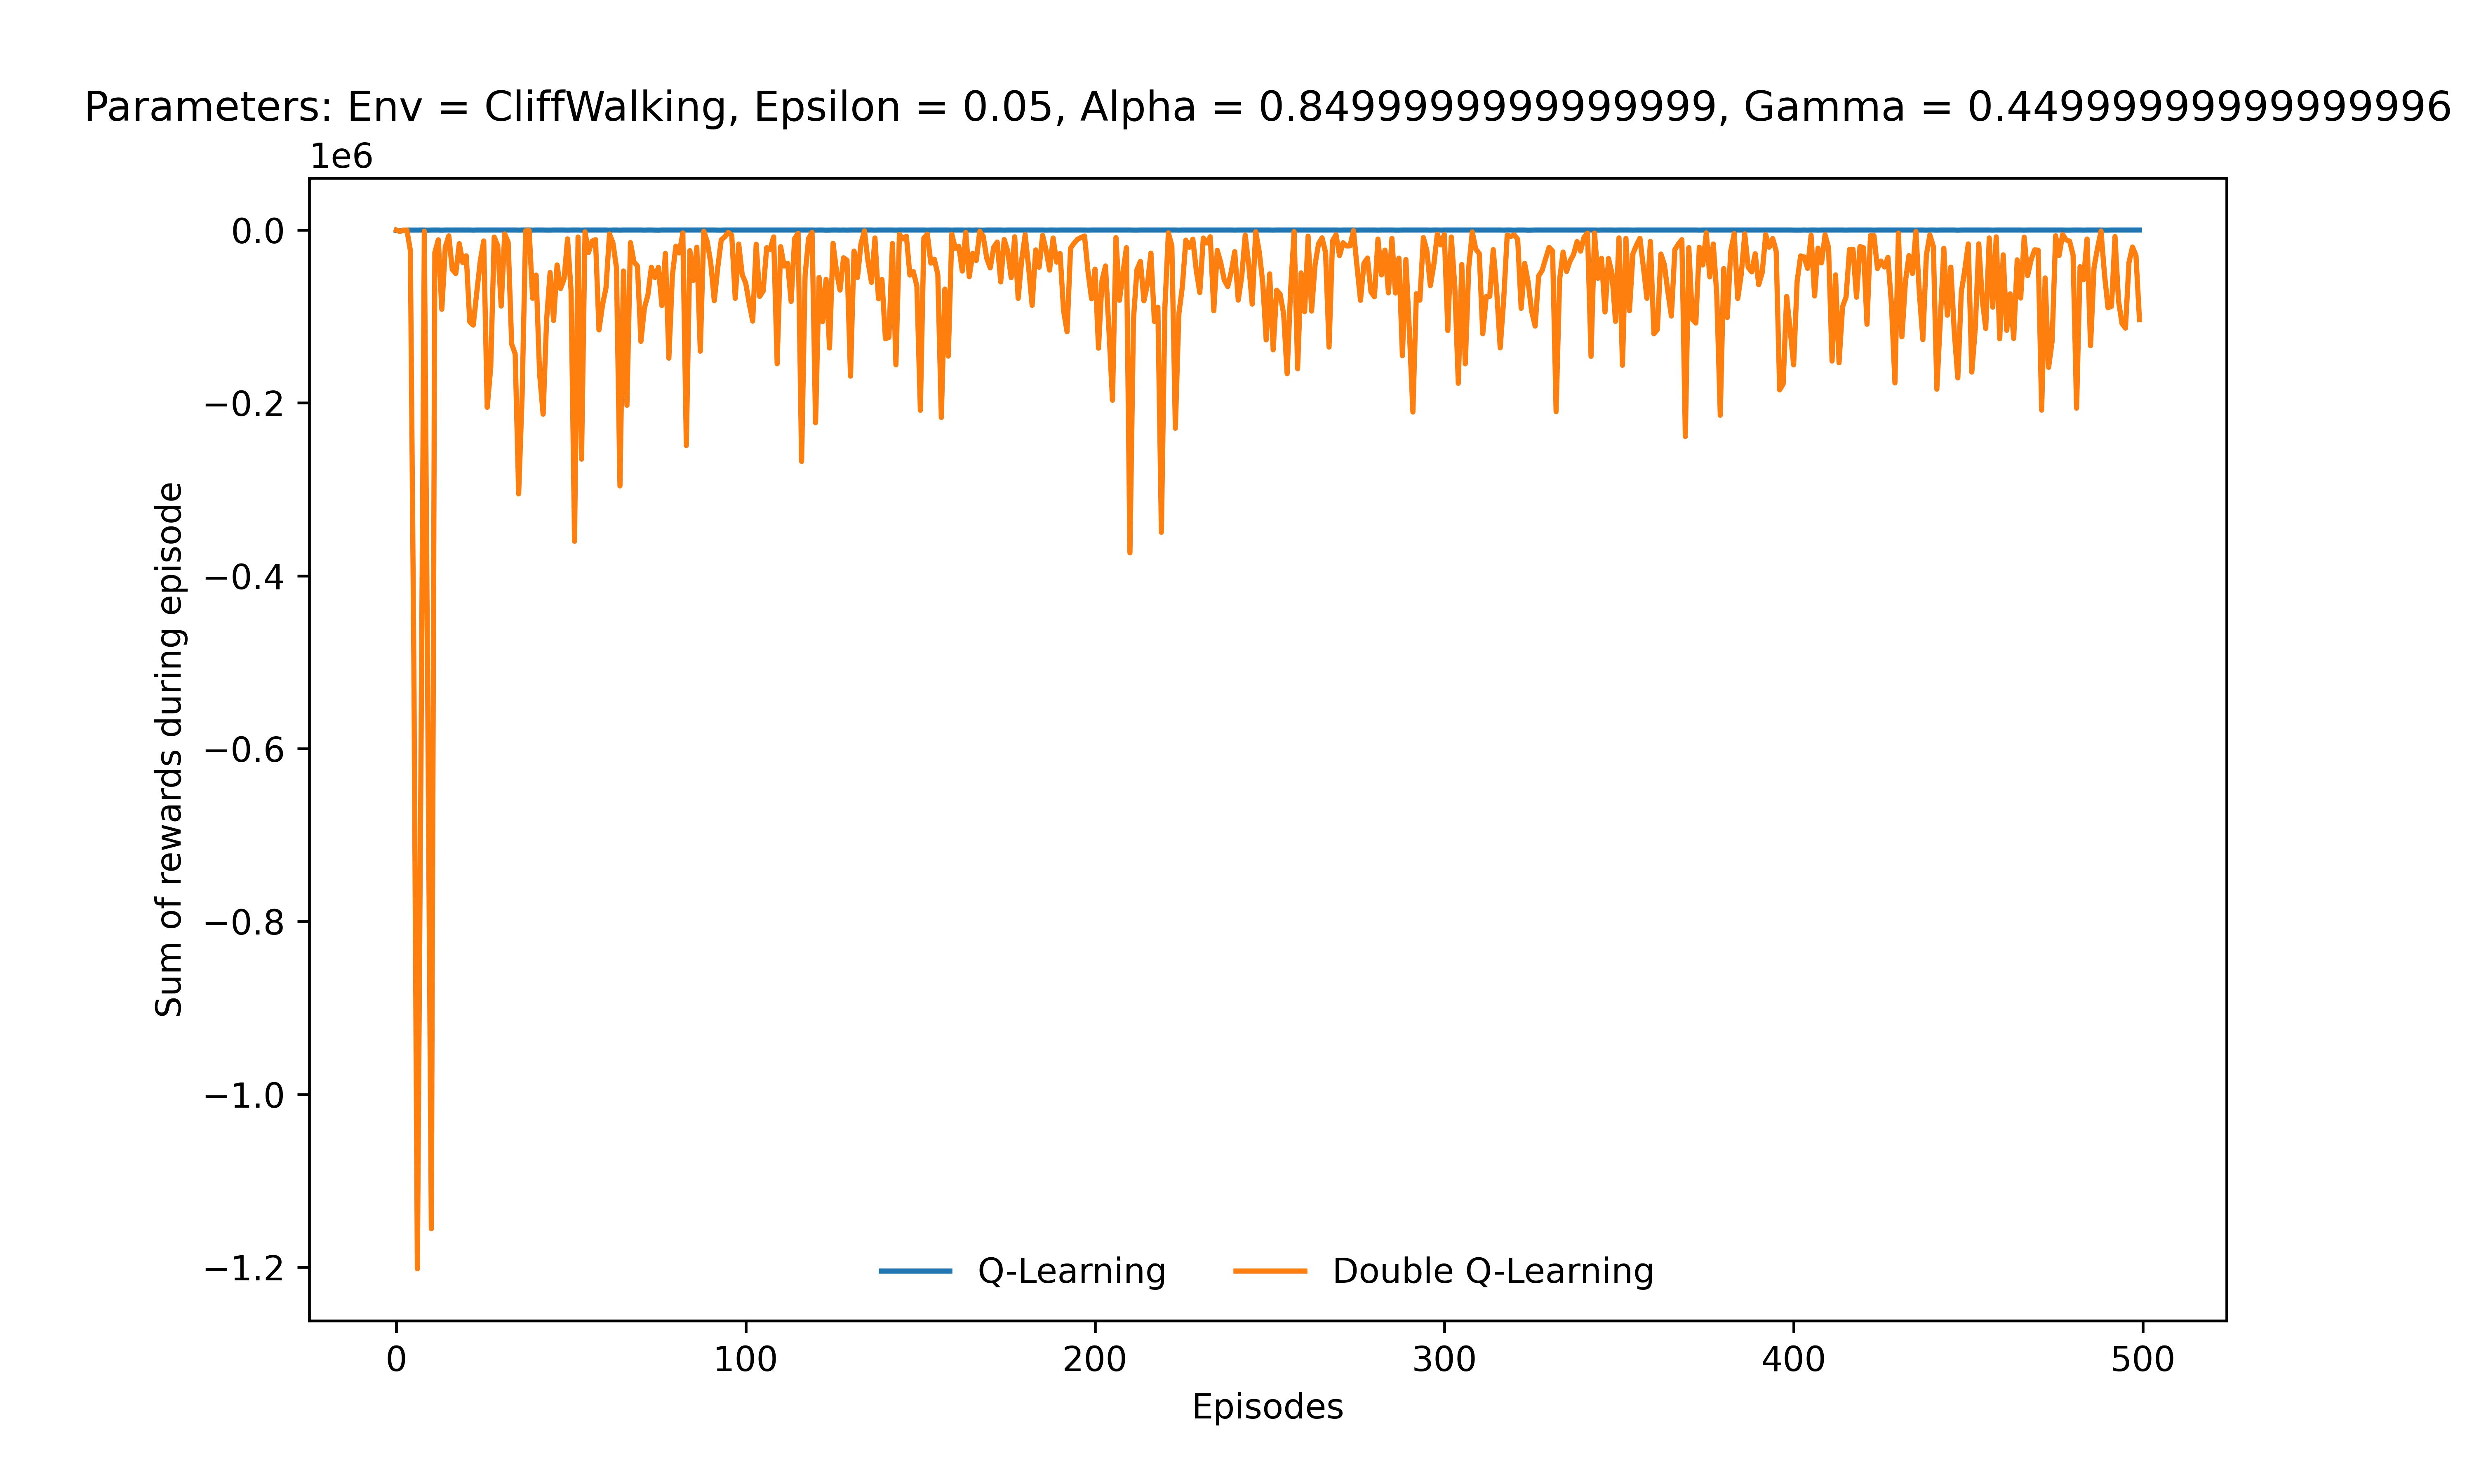 Parameters: Env = CliffWalking, Epsilon = 0.05, Alpha = 0.8499999999999999, Gamma = 0.44999999999999996
1e6
0.0
−0.2
−0.4
−0.6
−0.8
−1.0
−1.2
Sum of rewards during episode
Q-Learning
Double Q-Learning
0
100
200
300
400
500
Episodes